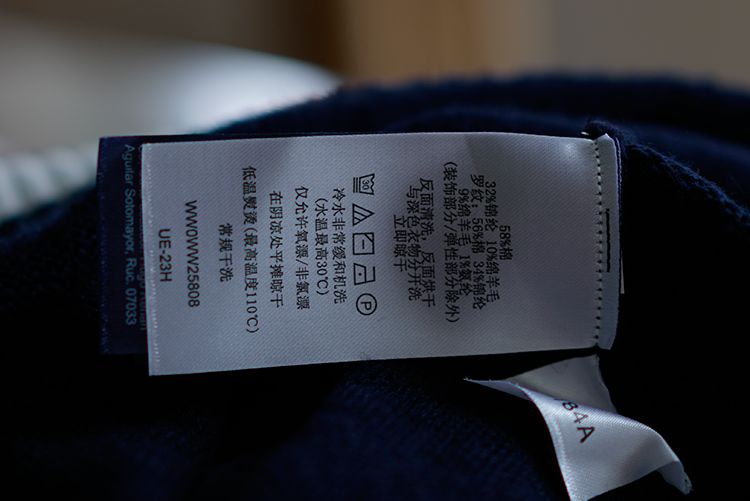 58%棉
32%锦纶 10%绵羊毛
罗纹: 56%棉 34%锦纶
9%绵羊毛 1%氨纶
(装饰部分/弹性部分除外)
反面清洗，反面烘干
与深色衣物分开洗
立即晾干
30
P
冷水非常缓和机洗
(水温最高30℃)
仅允许氧漂/非氯漂
在阴凉处平摊晾干
低温熨烫(最高温度110℃)
常规干洗
WW0WW25808
UE-23H
Aguilar Sotomayor, Ruc. 07033
84A